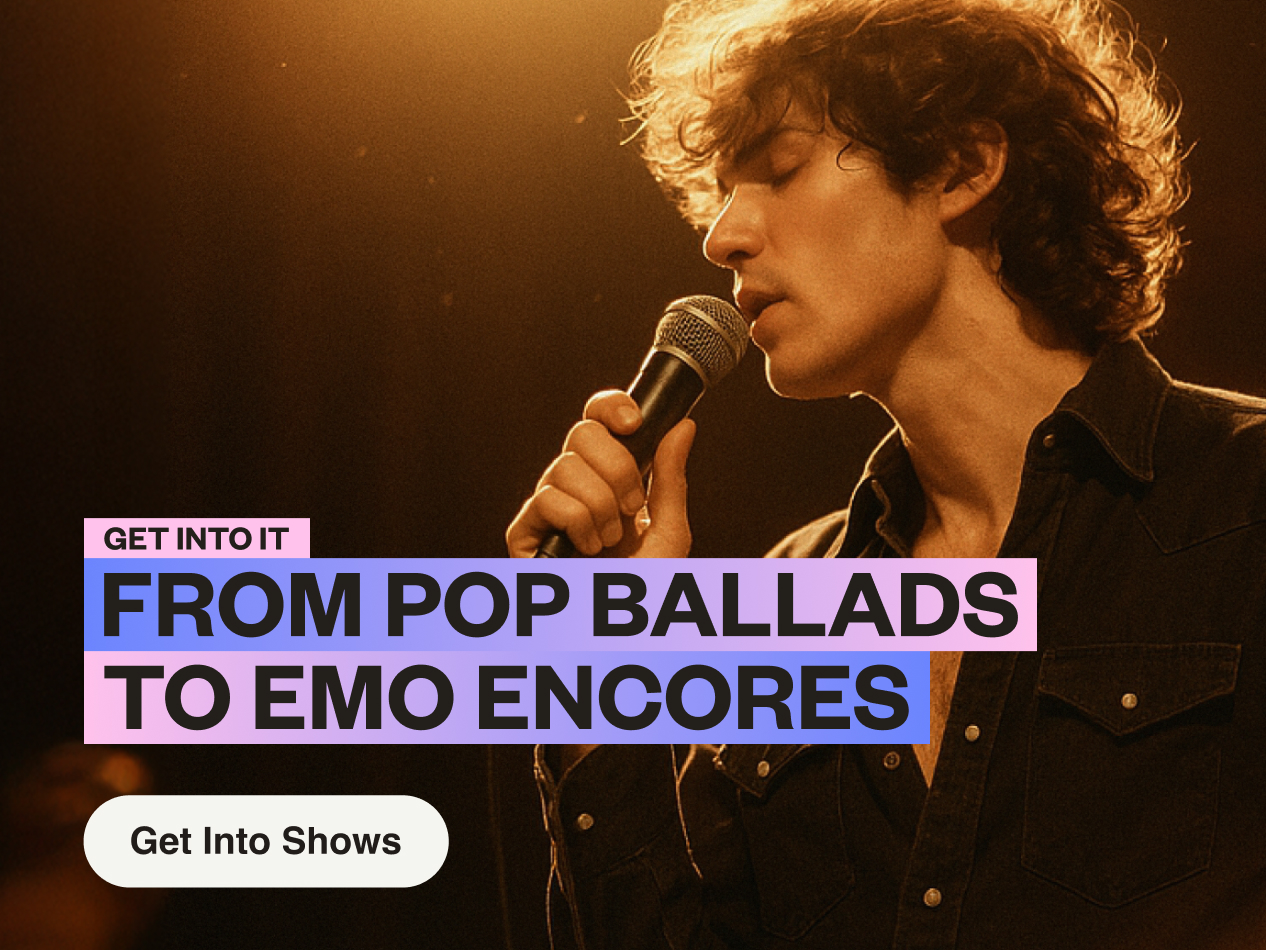 GET INTO IT
FROM POP BALLADS
TO EMO ENCORES
Get Into Shows